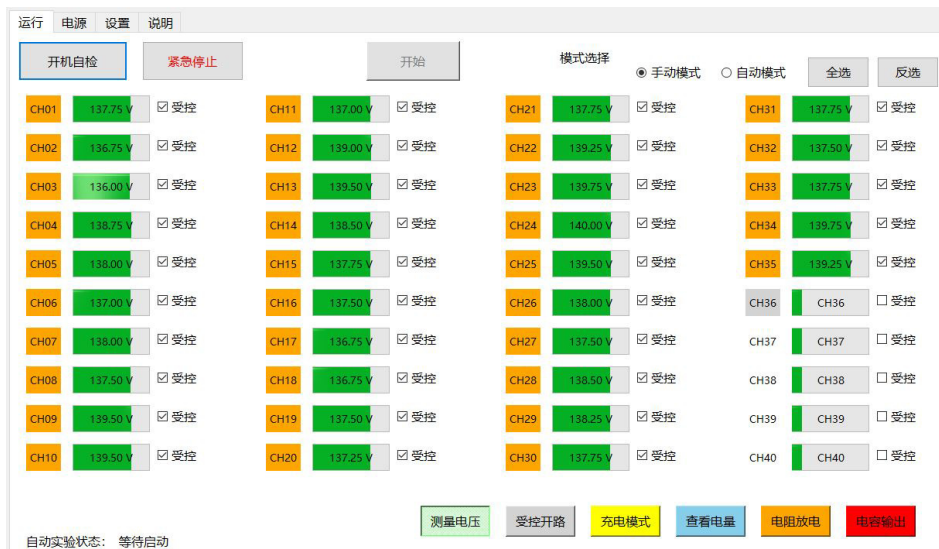 运行 电源 设置 说明
开机自检 紧急停止 开始 模式选择 手动模式 自动模式 全选 反选
CH01 137.75 V 受控 CH11 137.00 V 受控 CH21 137.75 V 受控 CH31 137.75 V 受控
CH02 136.75 V 受控 CH12 139.00 V 受控 CH22 139.25 V 受控 CH32 137.50 V 受控
CH03 136.00 V 受控 CH13 139.50 V 受控 CH23 139.75 V 受控 CH33 137.75 V 受控
CH04 138.75 V 受控 CH14 138.50 V 受控 CH24 140.00 V 受控 CH34 139.75 V 受控
CH05 138.00 V 受控 CH15 137.75 V 受控 CH25 139.50 V 受控 CH35 139.25 V 受控
CH06 137.00 V 受控 CH16 137.50 V 受控 CH26 138.00 V 受控 CH36 CH36 受控
CH07 138.00 V 受控 CH17 136.75 V 受控 CH27 137.50 V 受控 CH37 CH37 受控
CH08 137.50 V 受控 CH18 136.75 V 受控 CH28 138.50 V 受控 CH38 CH38 受控
CH09 139.50 V 受控 CH19 137.50 V 受控 CH29 138.25 V 受控 CH39 CH39 受控
CH10 139.50 V 受控 CH20 137.25 V 受控 CH30 137.75 V 受控 CH40 CH40 受控
测量电压 受控开路 充电模式 查看电量 电阻放电 电容输出
自动实验状态: 等待启动